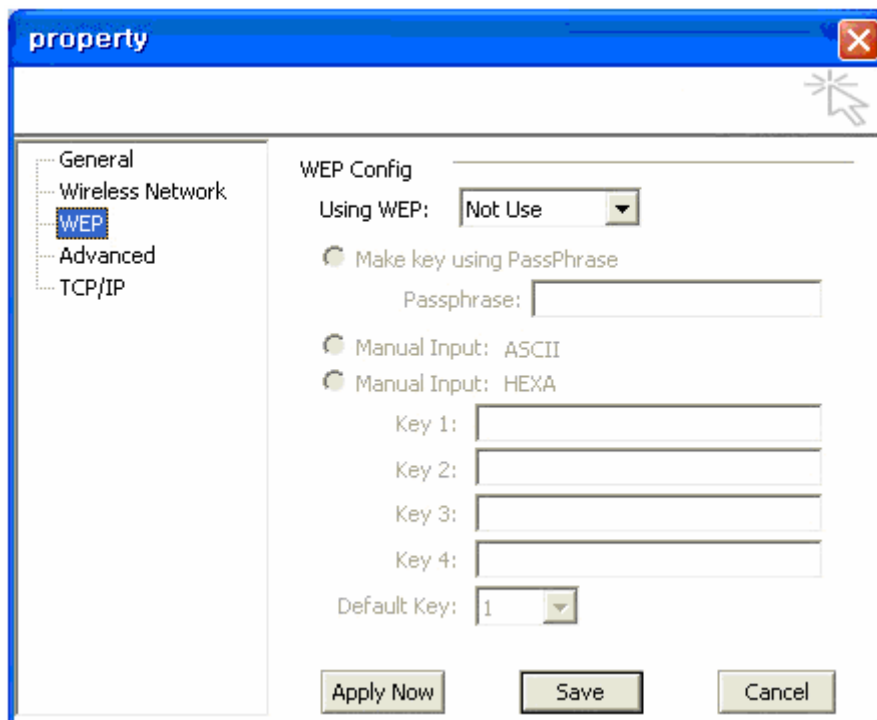 property
General
Wireless Network
WEP
Advanced
TCP/IP
WEP Config
Using WEP: Not Use
Make key using PassPhrase
Passphrase:
Manual Input: ASCII
Manual Input: HEXA
Key 1:
Key 2:
Key 3:
Key 4:
Default Key: 1
Apply Now Save Cancel